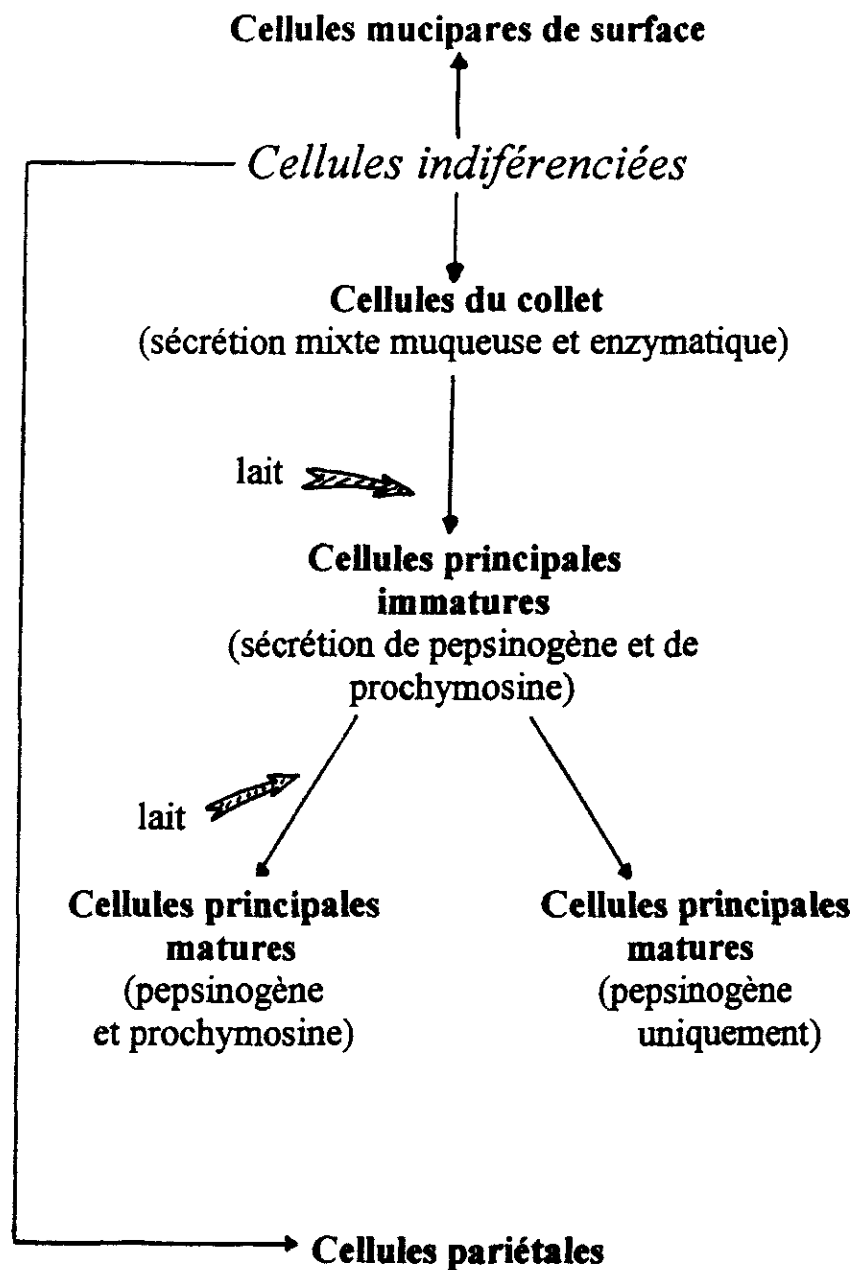 Cellules mucipares de surface
Cellules indiférenciées
Cellules du collet
(sécrétion mixte muqueuse et enzymatique)
lait
Cellules principales
immatures
(sécrétion de pepsinogène et de
prochymosine)
lait
Cellules principales
matures
(pepsinogène
et prochymosine)
Cellules principales
matures
(pepsinogène
uniquement)
Cellules pariétales